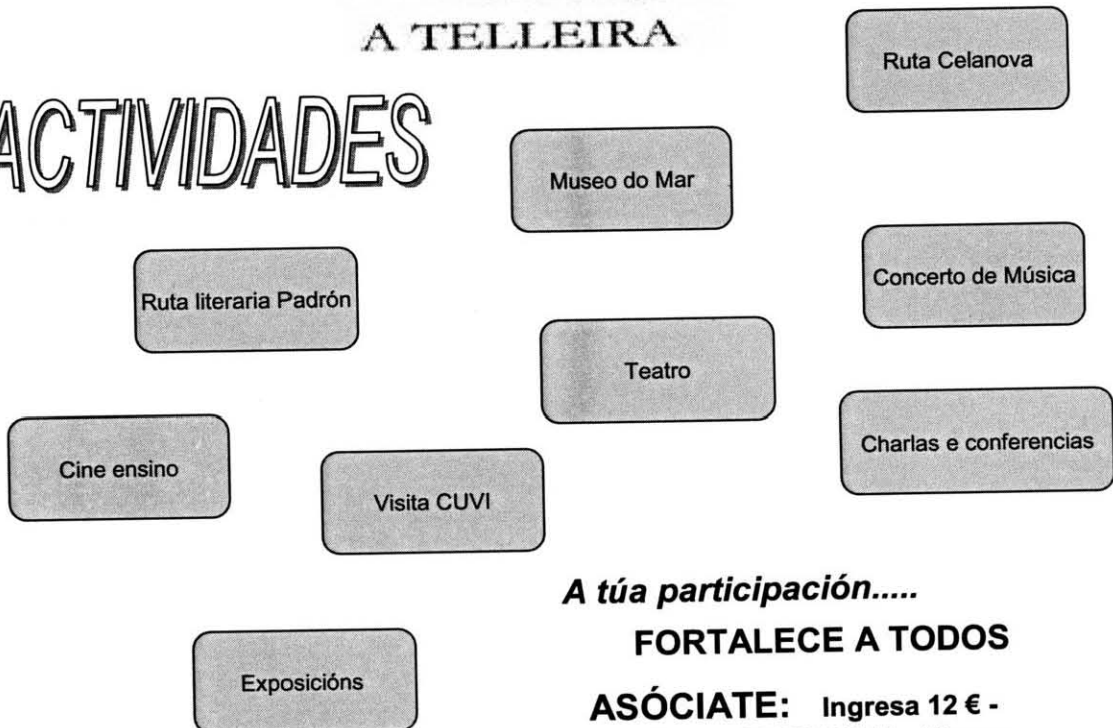 A TELLEIRA
ACTIVIDADES
Ruta Celanova
Museo do Mar
Ruta literaria Padrón
Concerto de Música
Teatro
Charlas e conferencias
Cine ensino
Visita CUVI
Exposicións
A túa participación.....
FORTALECE A TODOS
ASÓCIATE: Ingresa 12 € -